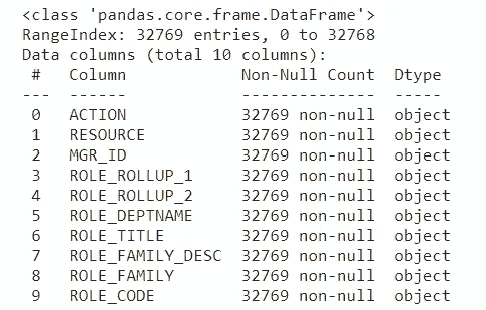 <class 'pandas.core.frame.DataFrame'>
RangeIndex: 32769 entries, 0 to 32768
Data columns (total 10 columns):
 #   Column            Non-Null Count  Dtype
---  ------            --------------  -----
 0   ACTION            32769 non-null  object
 1   RESOURCE          32769 non-null  object
 2   MGR_ID            32769 non-null  object
 3   ROLE_ROLLUP_1     32769 non-null  object
 4   ROLE_ROLLUP_2     32769 non-null  object
 5   ROLE_DEPTNAME     32769 non-null  object
 6   ROLE_TITLE        32769 non-null  object
 7   ROLE_FAMILY_DESC  32769 non-null  object
 8   ROLE_FAMILY       32769 non-null  object
 9   ROLE_CODE         32769 non-null  object